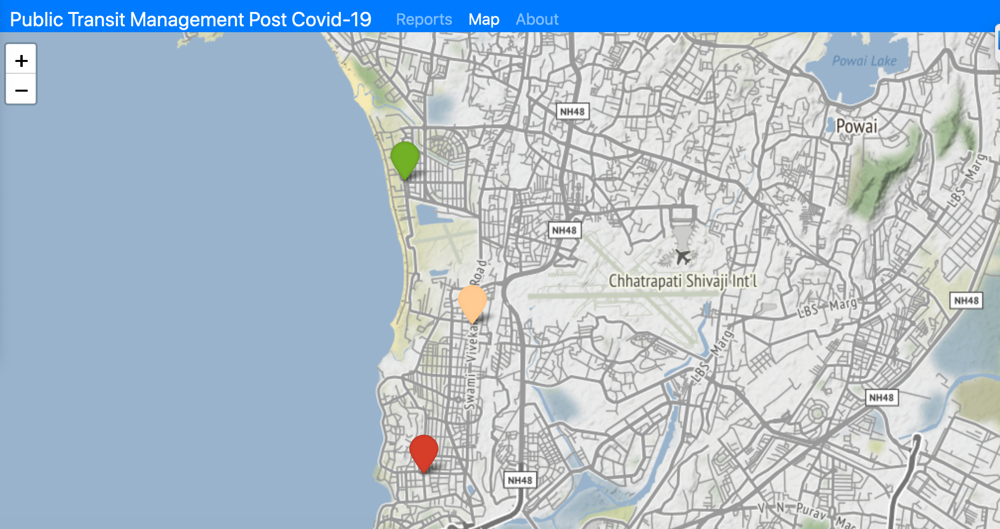 Public Transit Management Post Covid-19 Reports Map About
+
−
Powai Lake
NH48
Powai
LBS Marg
NH48
Road
Chhatrapati Shivaji Int'l
NH48
LBS Marg
Swami Viveka
LBS Marg
NH48
NH48
V. N. Purav Mar